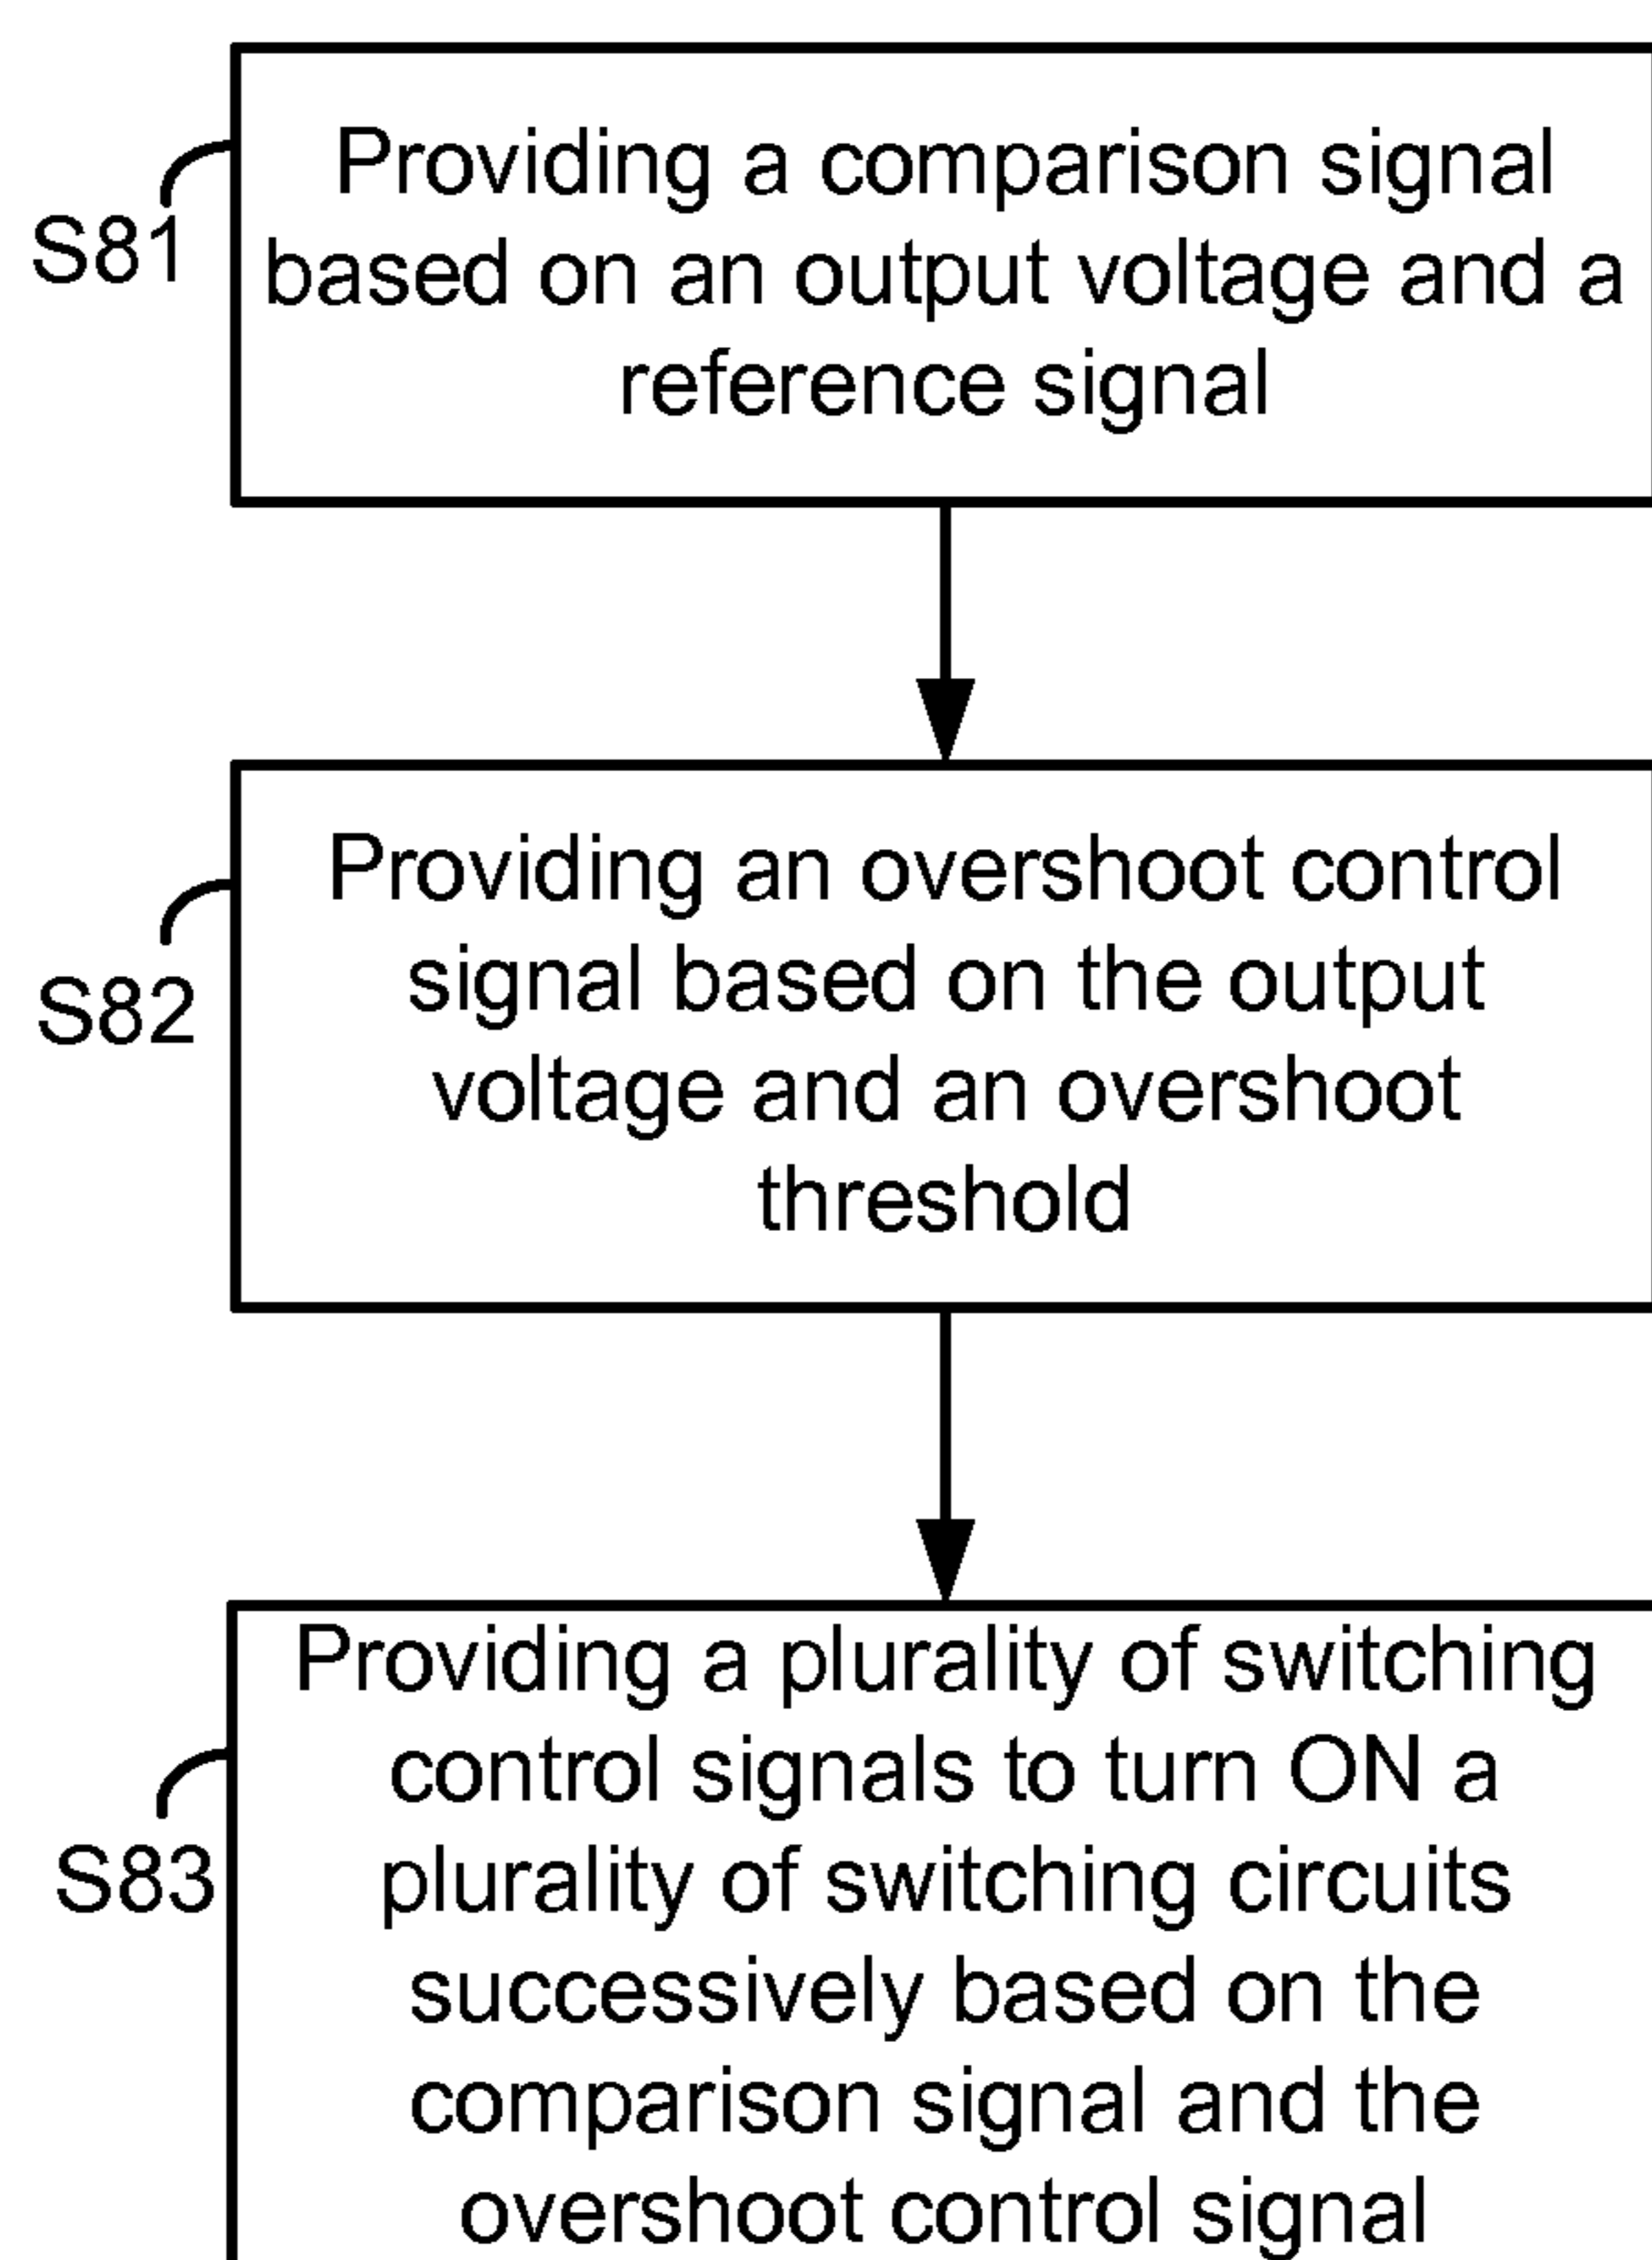 Providing a comparison signal
based on an output voltage and a
reference signal
S81
Providing an overshoot control
signal based on the output
voltage and an overshoot
threshold
S82
Providing a plurality of switching
control signals to turn ON a
plurality of switching circuits
successively based on the
comparison signal and the
overshoot control signal
S83